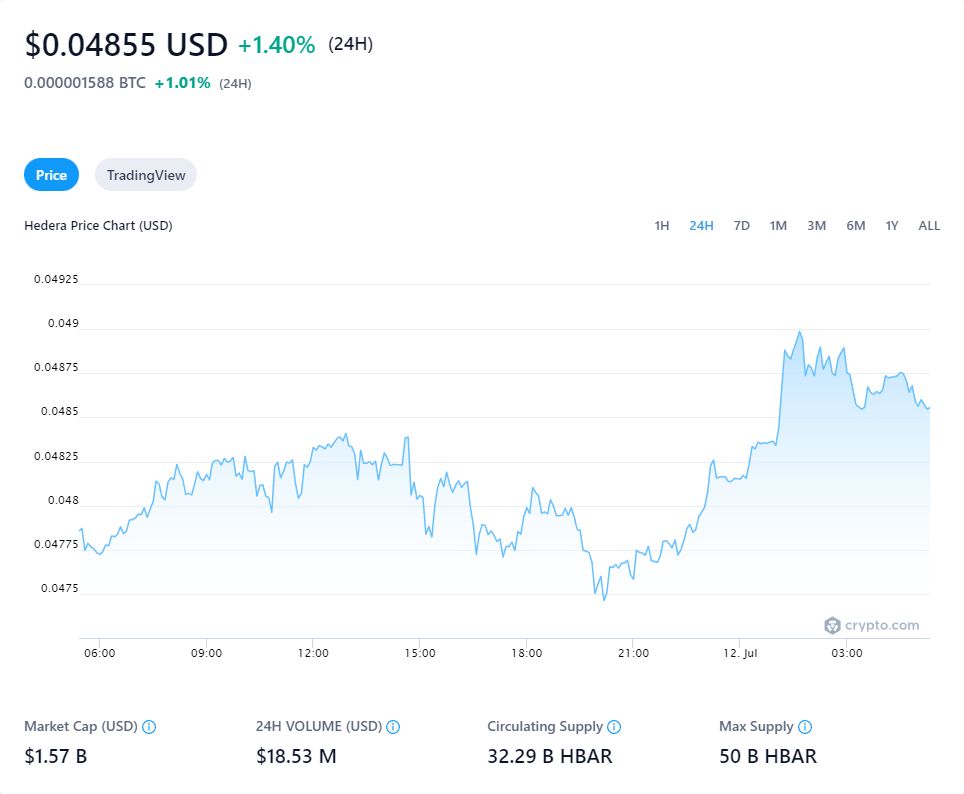 $0.04855 USD +1.40% (24H)
0.000001588 BTC +1.01% (24H)
Price TradingView
Hedera Price Chart (USD) 1H 24H 7D 1M 3M 6M 1Y ALL
0.04925
0.049
0.04875
0.0485
0.04825
0.048
0.04775
0.0475
crypto.com
06:00 09:00 12:00 15:00 18:00 21:00 12. Jul 03:00
Market Cap (USD) 24H VOLUME (USD) Circulating Supply Max Supply
$1.57 B $18.53 M 32.29 B HBAR 50 B HBAR